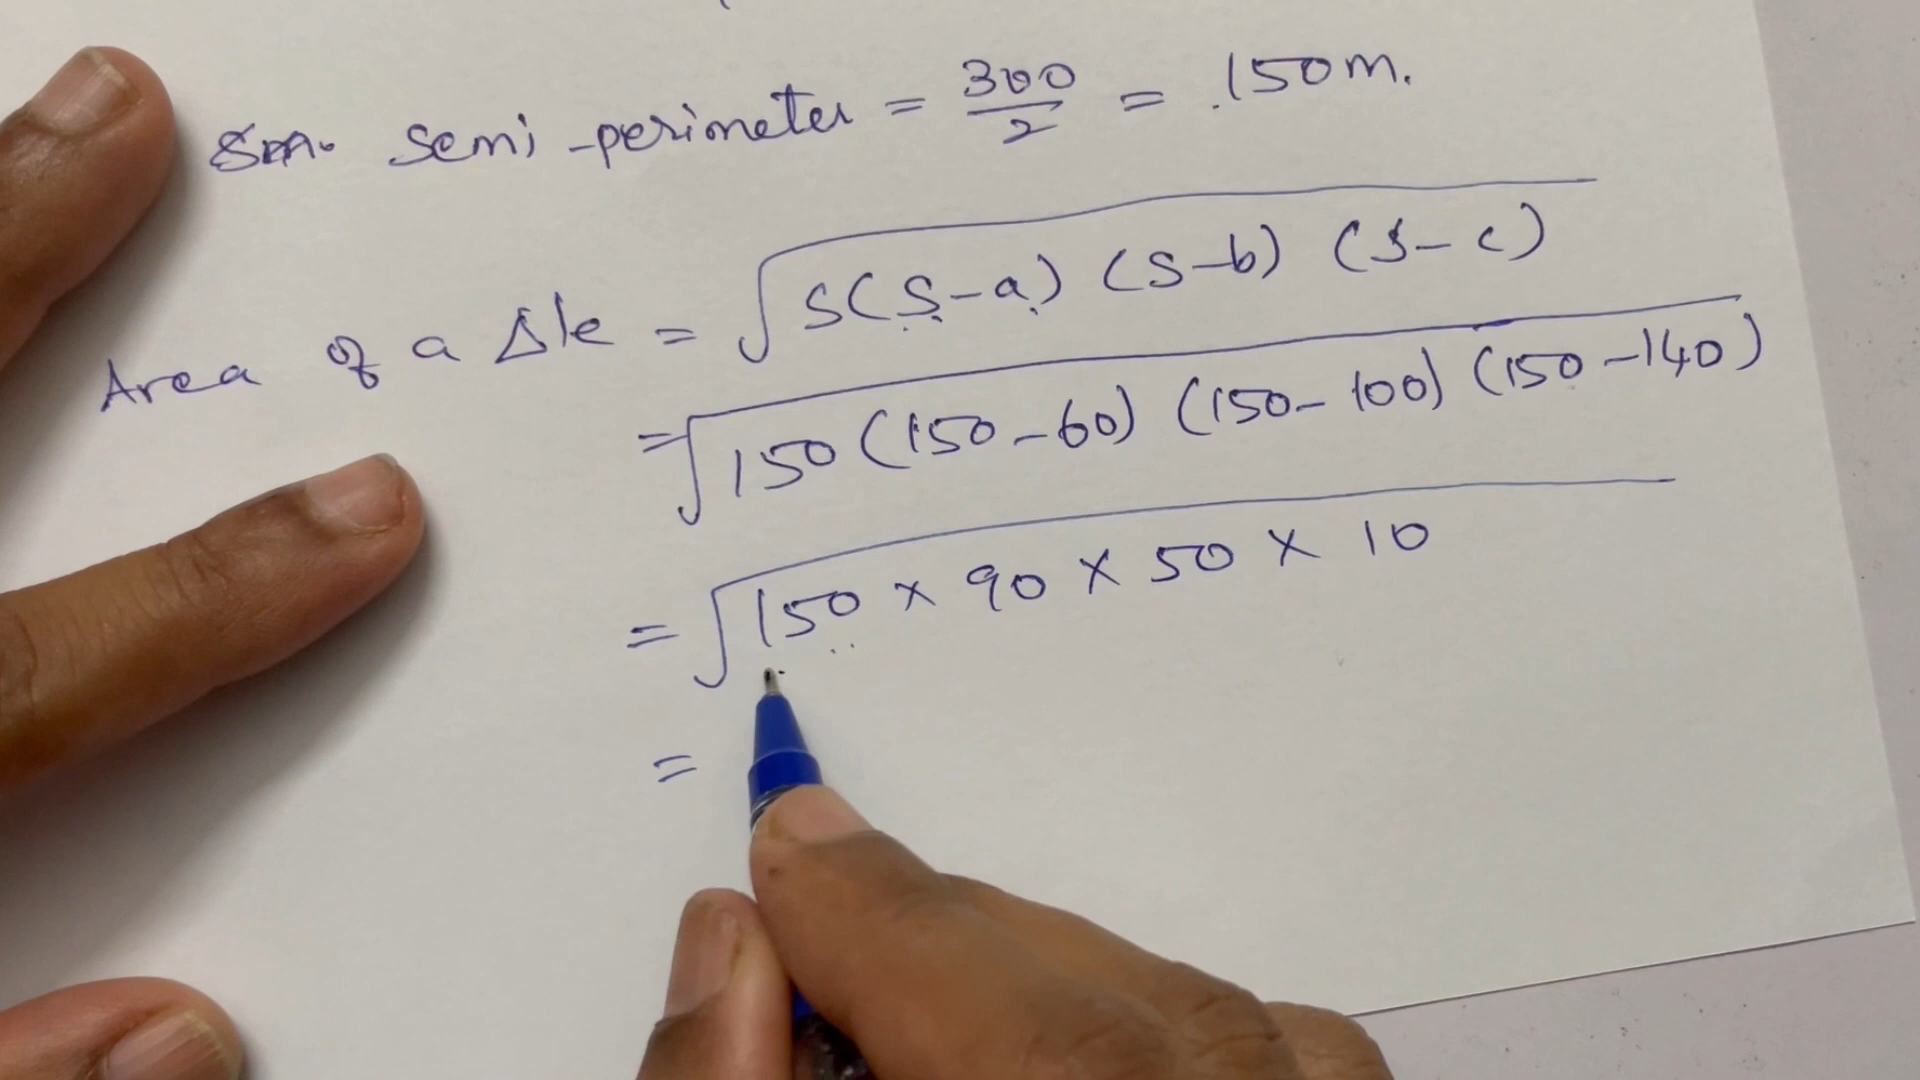 Semi-perimeter = 300/2 = 150m.
Area of a Δle = √S(S-a) (S-b) (S-c)
= √150 (150-60) (150-100) (150-140)
= √150 × 90 × 50 × 10
=